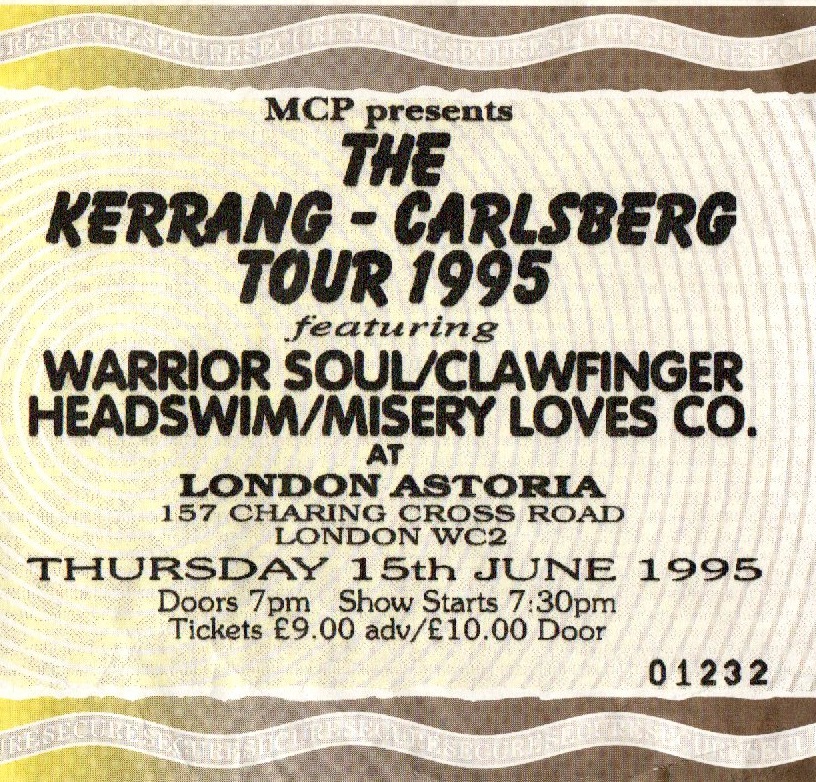 MCP presents
THE
KERRANG - CARLSBERG
TOUR 1995
featuring
WARRIOR SOUL/CLAWFINGER
HEADSWIM/MISERY LOVES CO.
AT
LONDON ASTORIA
157 CHARING CROSS ROAD
LONDON WC2
THURSDAY 15th JUNE 1995
Doors 7pm Show Starts 7:30pm
Tickets £9.00 adv/£10.00 Door
01232